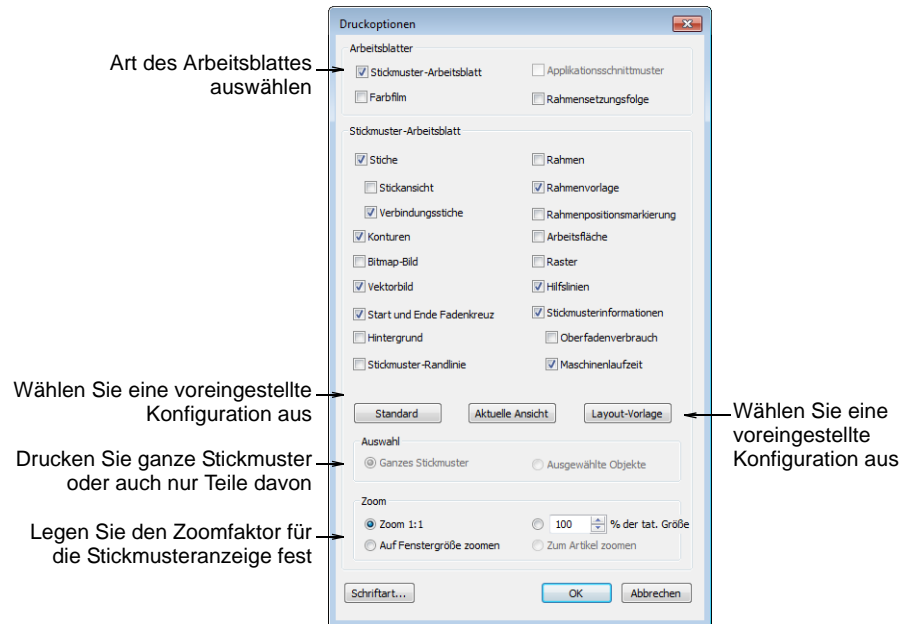 Druckoptionen
Arbeitsblatter
Art des Arbeitsblattes
auswählen
Stickmuster-Arbeitsblatt
Applikationsschnittmuster
Farbfilm
Rahmensetzungsfolge
Stickmuster-Arbeitsblatt
Stiche
Rahmen
Stickansicht
Rahmenvorlage
Verbindungsstiche
Rahmenpositionsmarkierung
Konturen
Arbeitsfläche
Bitmap-Bild
Raster
Vektorbild
Hilfslinien
Start und Ende Fadenkreuz
Stickmusterinformationen
Hintergrund
Oberfadenverbrauch
Stickmuster-Randlinie
Maschinenlaufzeit
Wählen Sie eine voreingestellte
Konfiguration aus
Standard
Aktuelle Ansicht
Layout-Vorlage
Wählen Sie eine
voreingestellte
Konfiguration aus
Auswahl
Drucken Sie ganze Stickmuster
oder auch nur Teile davon
Ganzes Stickmuster
Ausgewählte Objekte
Zoom
Legen Sie den Zoomfaktor für
die Stickmusteranzeige fest
Zoom 1:1
100 % der tat. Größe
Auf Fenstergröße zoomen
Zum Artikel zoomen
Schriftart...
OK
Abbrechen